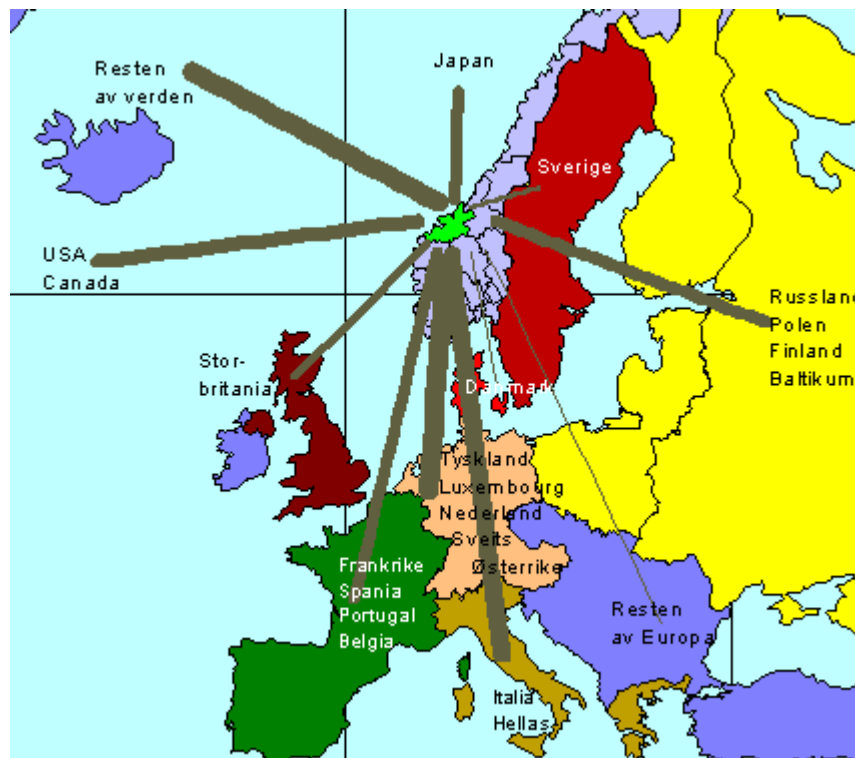 Resten
av verden
Japan
Sverige
USA
Canada
Russland
Polen
Finland
Baltikum
Stor-
britania
Danmark
Tyskland
Luxembourg
Nederland
Sveits
Østerrike
Frankrike
Spania
Portugal
Belgia
Resten
av Europa
Italia
Hellas